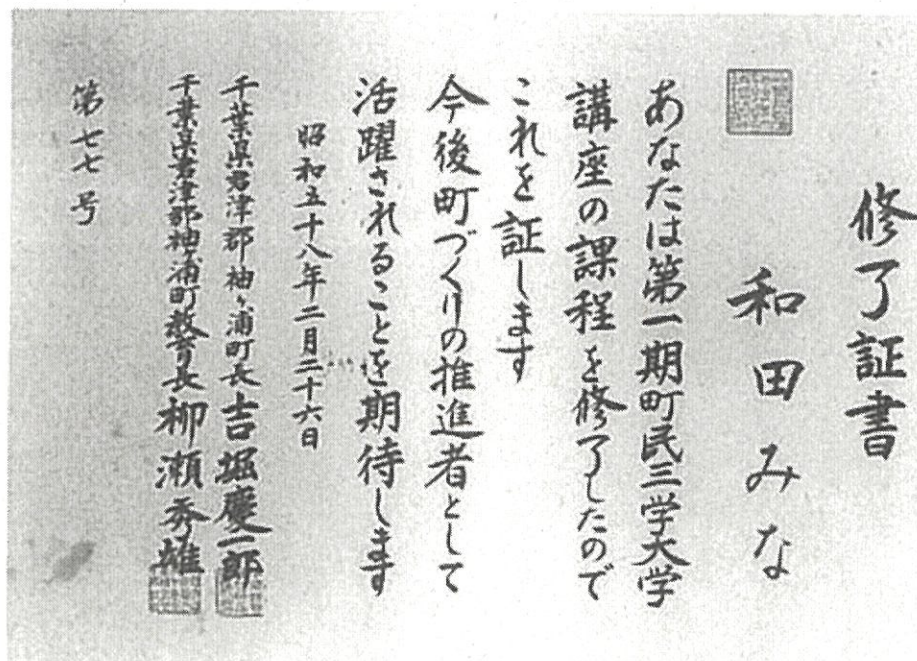 修了証書
和田みな
あなたは第一期町民三学大学
講座の課程を修了したので
これを証します
今後町づくりの推進者として
活躍されることを期待します
昭和五十八年二月二十六日
千葉県君津郡袖ヶ浦町長 吉堀慶一郎
千葉県君津郡袖ヶ浦町教育長 柳瀬秀雄
第七七号